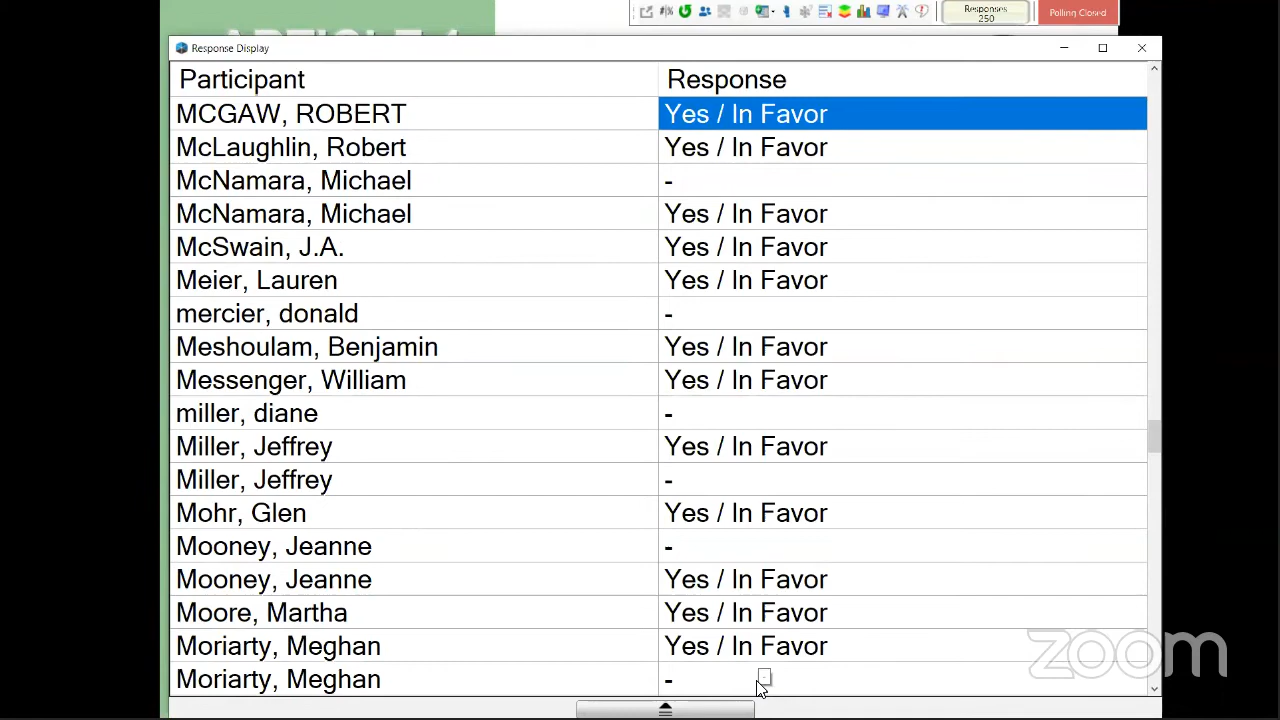 Responses
250
Polling Closed
Response Display
Participant Response
MCGAW, ROBERT Yes / In Favor
McLaughlin, Robert Yes / In Favor
McNamara, Michael -
McNamara, Michael Yes / In Favor
McSwain, J.A. Yes / In Favor
Meier, Lauren Yes / In Favor
mercier, donald -
Meshoulam, Benjamin Yes / In Favor
Messenger, William Yes / In Favor
miller, diane -
Miller, Jeffrey Yes / In Favor
Miller, Jeffrey -
Mohr, Glen Yes / In Favor
Mooney, Jeanne -
Mooney, Jeanne Yes / In Favor
Moore, Martha Yes / In Favor
Moriarty, Meghan Yes / In Favor
Moriarty, Meghan -
zoom